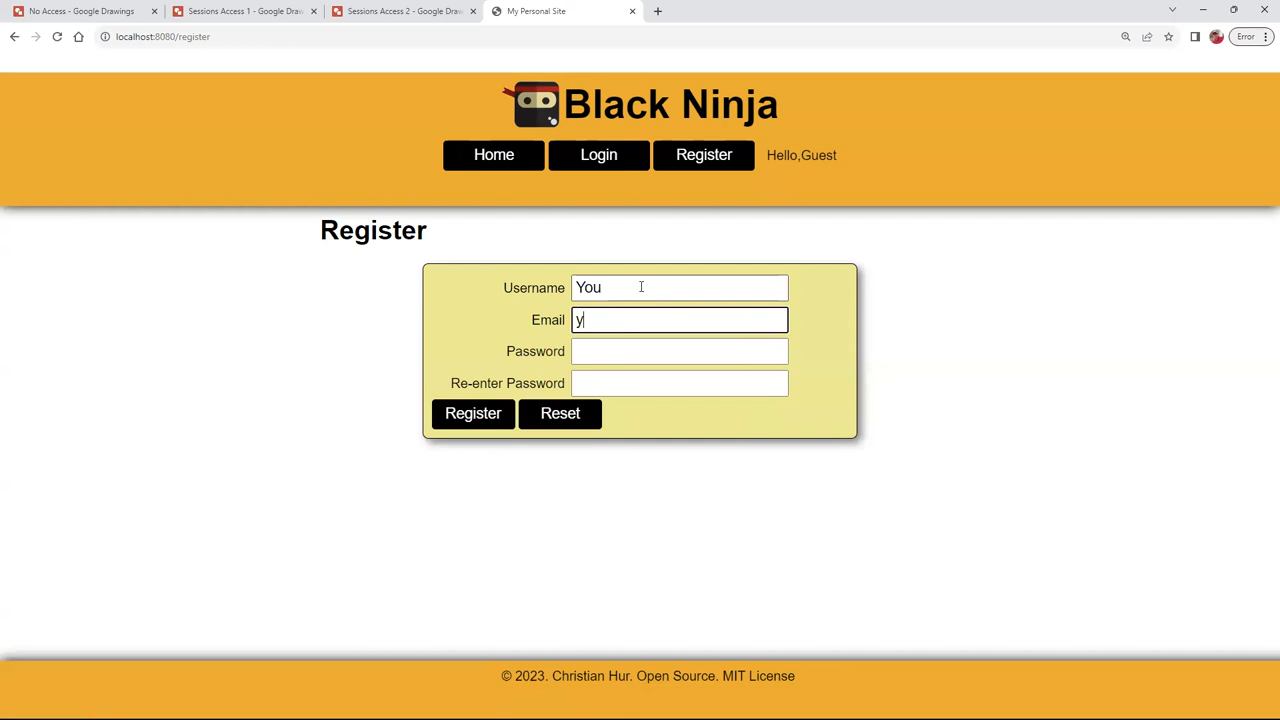 No Access - Google Drawings
Sessions Access 1 - Google Draw
Sessions Access 2 - Google Draw
My Personal Site
localhost:8080/register
Error
Black Ninja
Home
Login
Register
Hello,Guest
Register
Username
You
Email
y
Password
Re-enter Password
Register
Reset
© 2023. Christian Hur. Open Source. MIT License